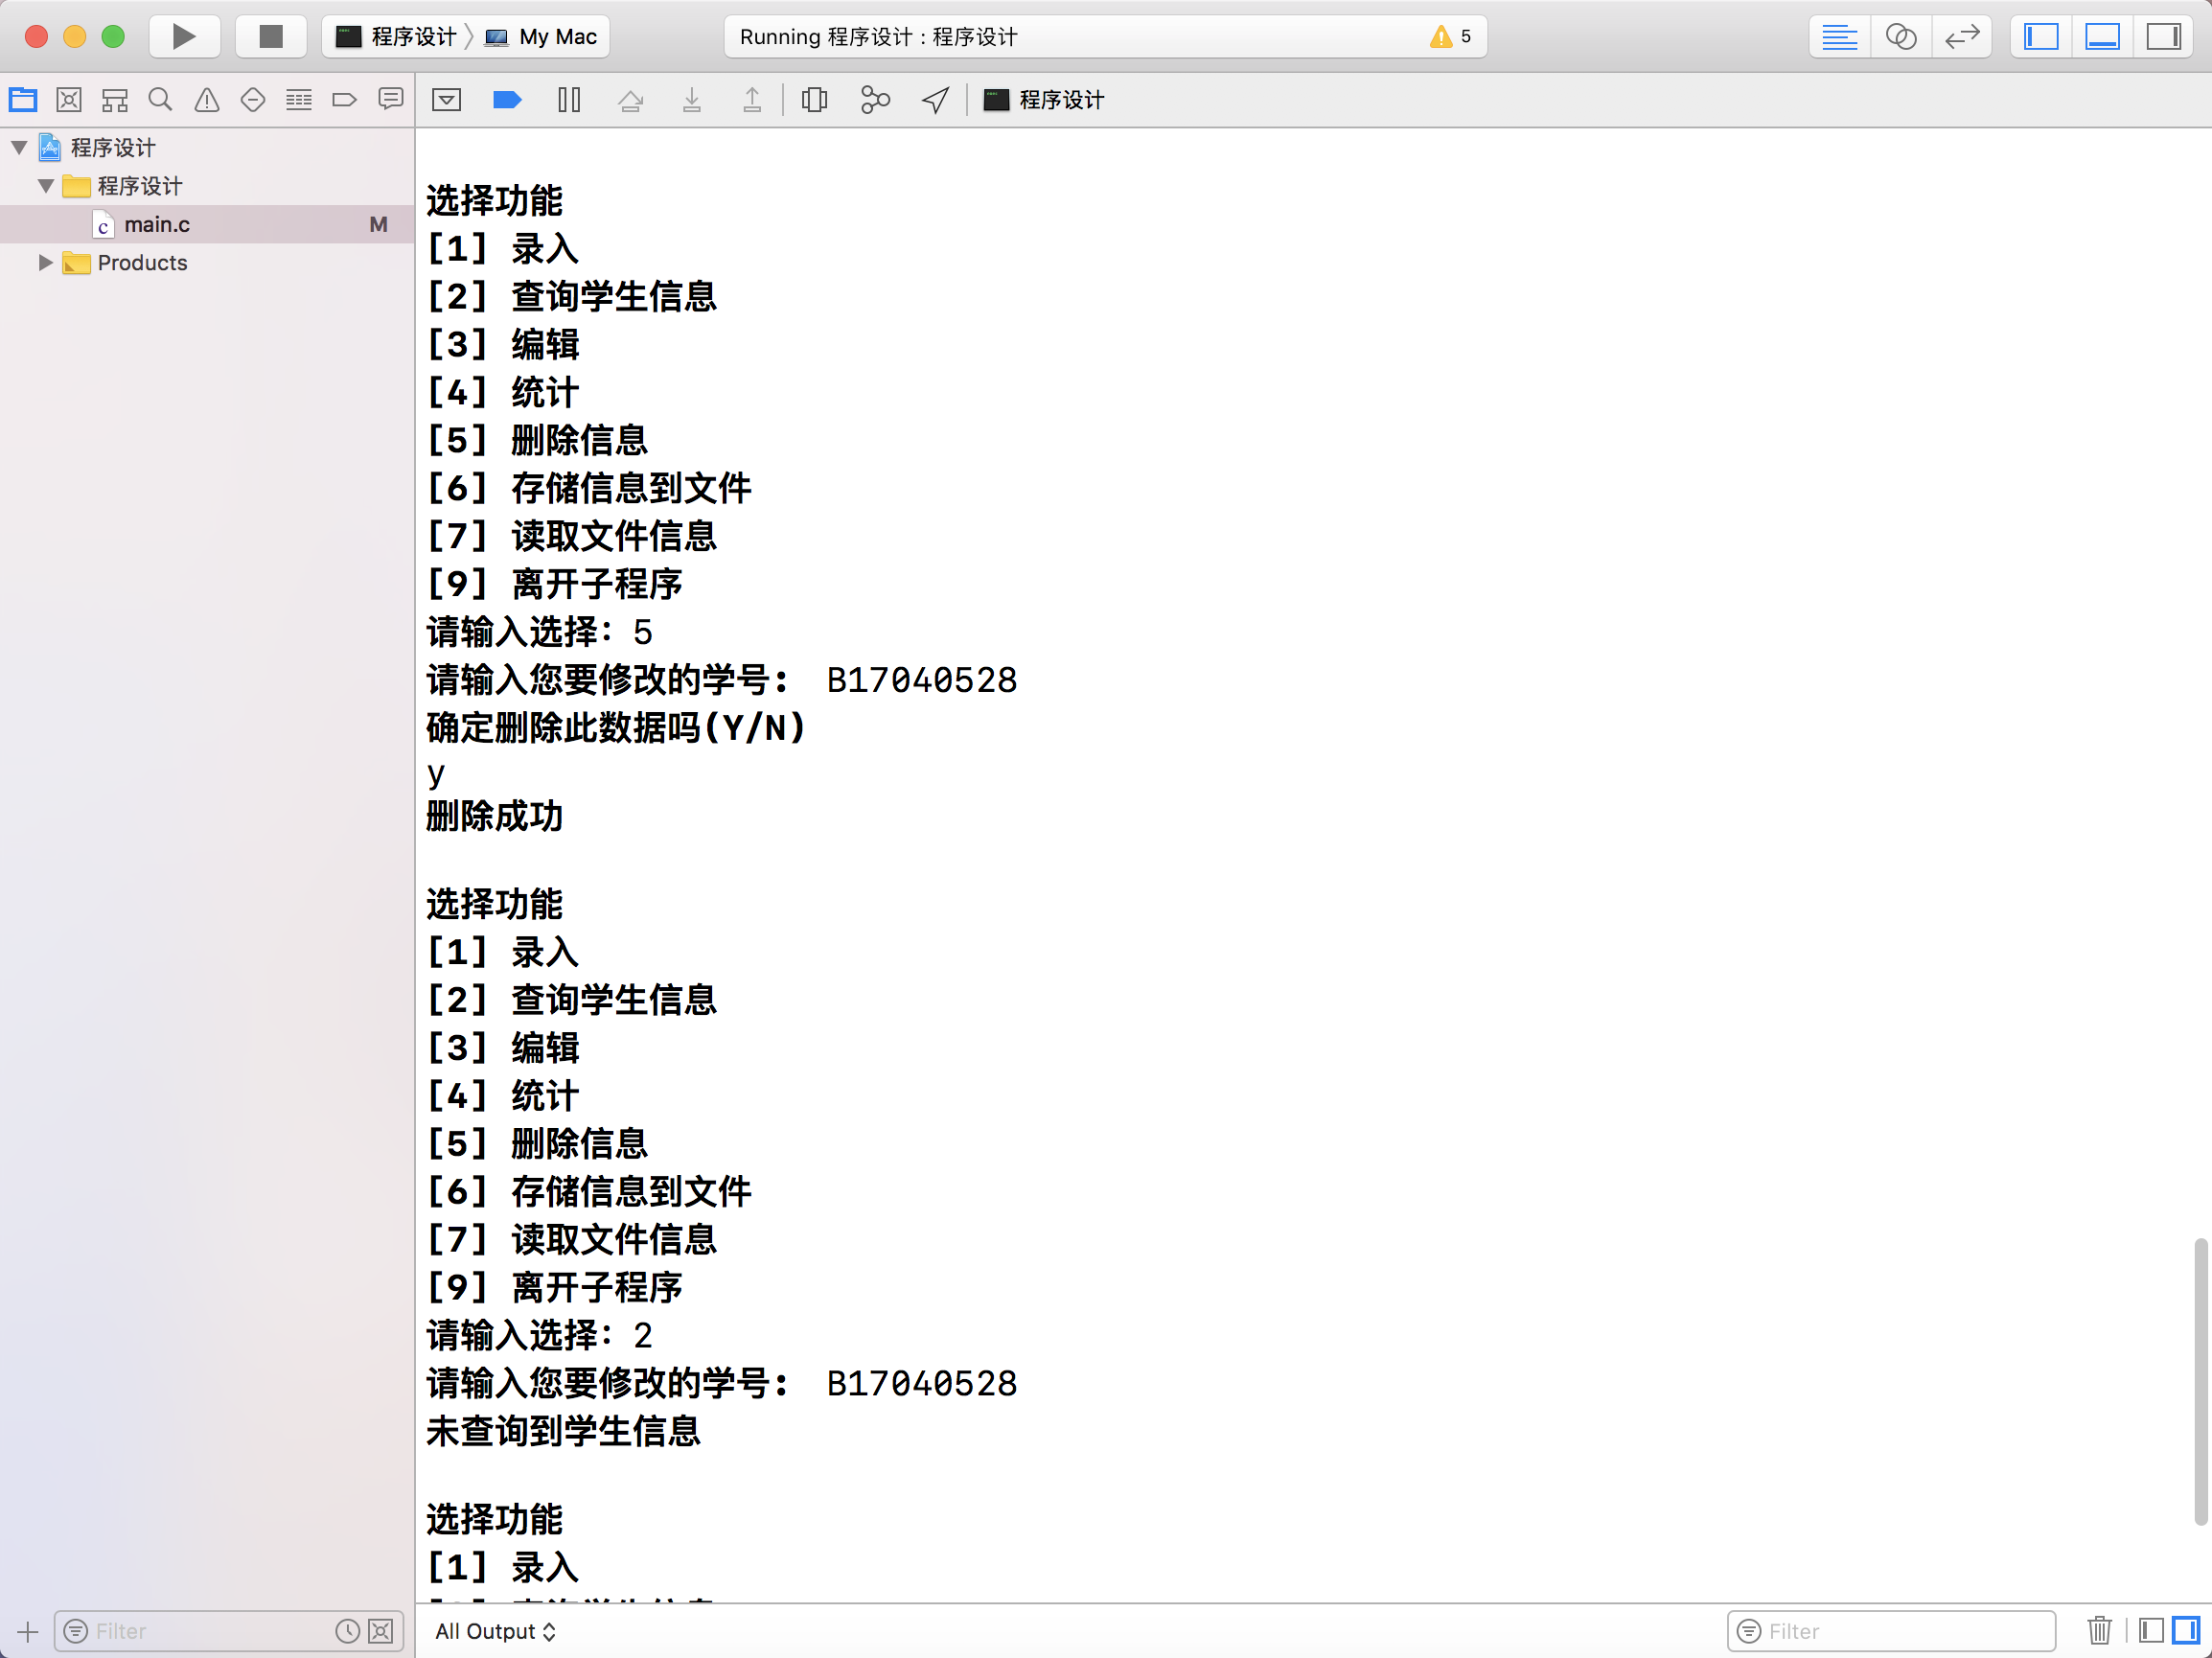 程序设计 My Mac
Running 程序设计 : 程序设计 5
程序设计
程序设计
程序设计
main.c M
Products
选择功能
[1] 录入
[2] 查询学生信息
[3] 编辑
[4] 统计
[5] 删除信息
[6] 存储信息到文件
[7] 读取文件信息
[9] 离开子程序
请输入选择：5
请输入您要修改的学号： B17040528
确定删除此数据吗(Y/N)
y
删除成功
选择功能
[1] 录入
[2] 查询学生信息
[3] 编辑
[4] 统计
[5] 删除信息
[6] 存储信息到文件
[7] 读取文件信息
[9] 离开子程序
请输入选择：2
请输入您要修改的学号： B17040528
未查询到学生信息
选择功能
[1] 录入
Filter
All Output
Filter